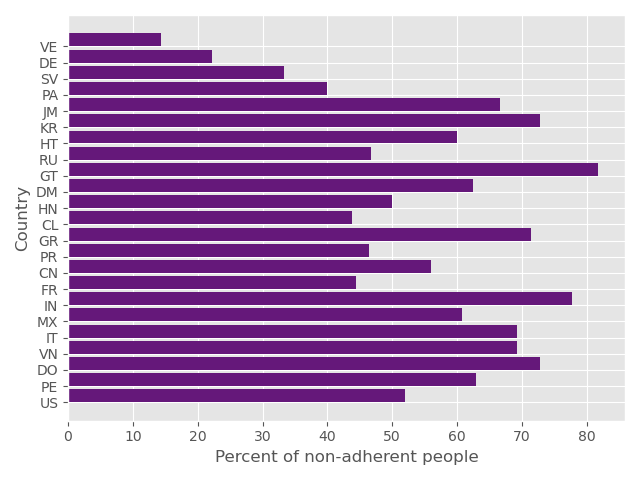 VE
DE
SV
PA
JM
KR
HT
RU
GT
DM
HN
CL
GR
PR
CN
FR
IN
MX
IT
VN
DO
PE
US
Country
0 10 20 30 40 50 60 70 80
Percent of non-adherent people